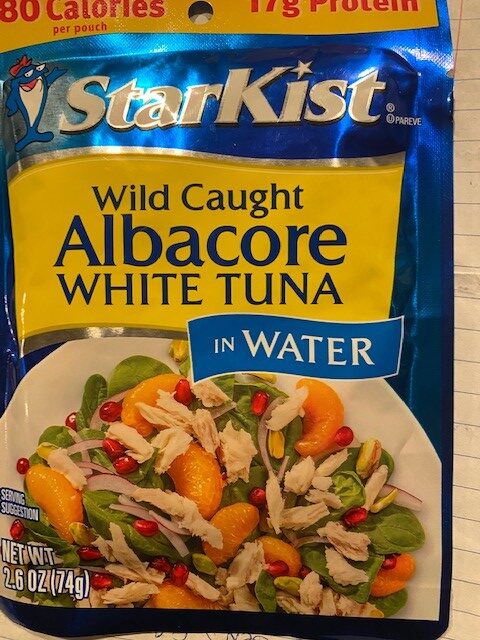 80 Calories
per pouch
17g Protein
StarKist®
Ⓤ PAREVE
Wild Caught
Albacore
WHITE TUNA
IN WATER
SERVING
SUGGESTION
NET WT
2.6 OZ (74g)